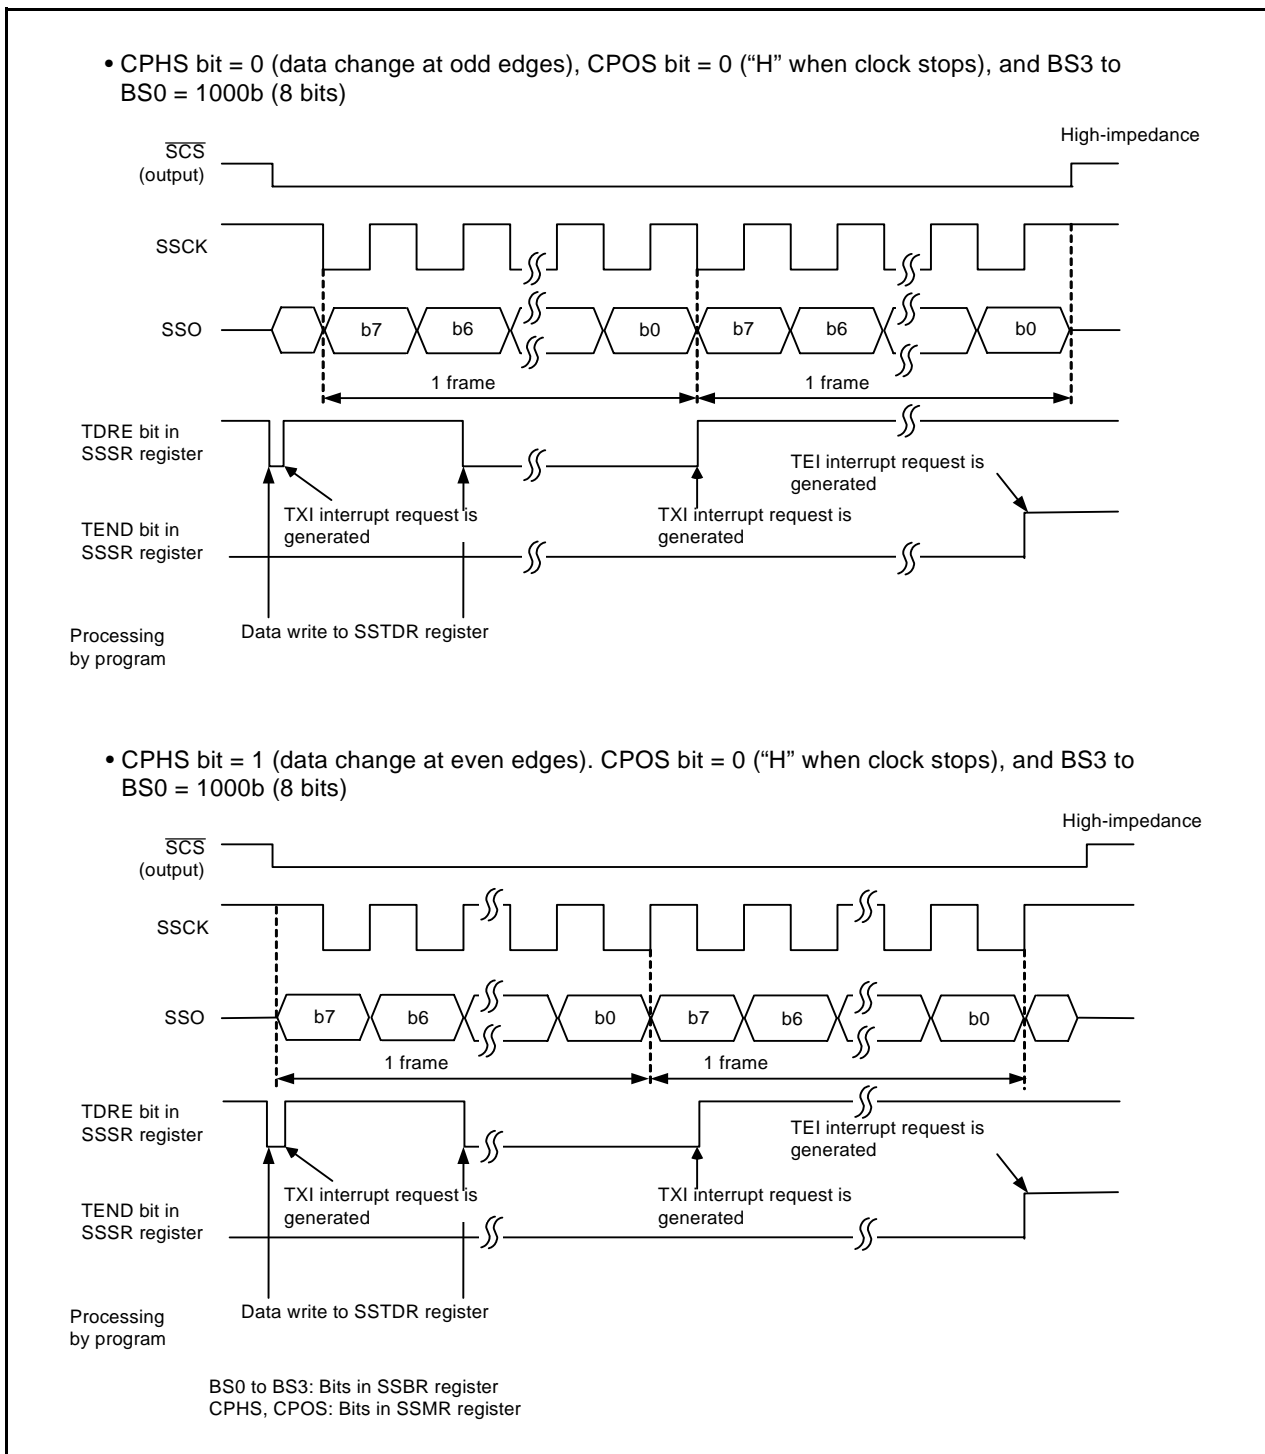 • CPHS bit = 0 (data change at odd edges), CPOS bit = 0 (“H” when clock stops), and BS3 to
BS0 = 1000b (8 bits)
High-impedance
SCS
(output)
SSCK
SSO
b7
b6
b0
b7
b6
b0
1 frame
1 frame
TDRE bit in
SSSR register
TEI interrupt request is
generated
TXI interrupt request is
generated
TXI interrupt request is
generated
TEND bit in
SSSR register
Data write to SSTDR register
Processing
by program
• CPHS bit = 1 (data change at even edges). CPOS bit = 0 (“H” when clock stops), and BS3 to
BS0 = 1000b (8 bits)
High-impedance
SCS
(output)
SSCK
SSO
b7
b6
b0
b7
b6
b0
1 frame
1 frame
TDRE bit in
SSSR register
TEI interrupt request is
generated
TXI interrupt request is
generated
TXI interrupt request is
generated
TEND bit in
SSSR register
Data write to SSTDR register
Processing
by program
BS0 to BS3: Bits in SSBR register
CPHS, CPOS: Bits in SSMR register